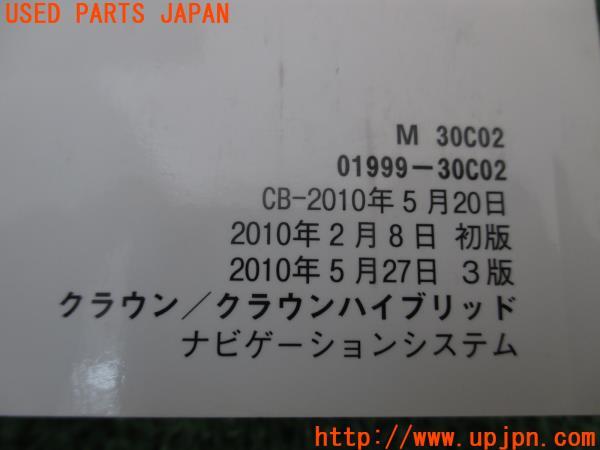 USED PARTS JAPAN
M 30C02
01999-30C02
CB-2010年5月20日
2010年2月8日 初版
2010年5月27日 3版
クラウン/クラウンハイブリッド
ナビゲーションシステム
http://www.upjpn.com/